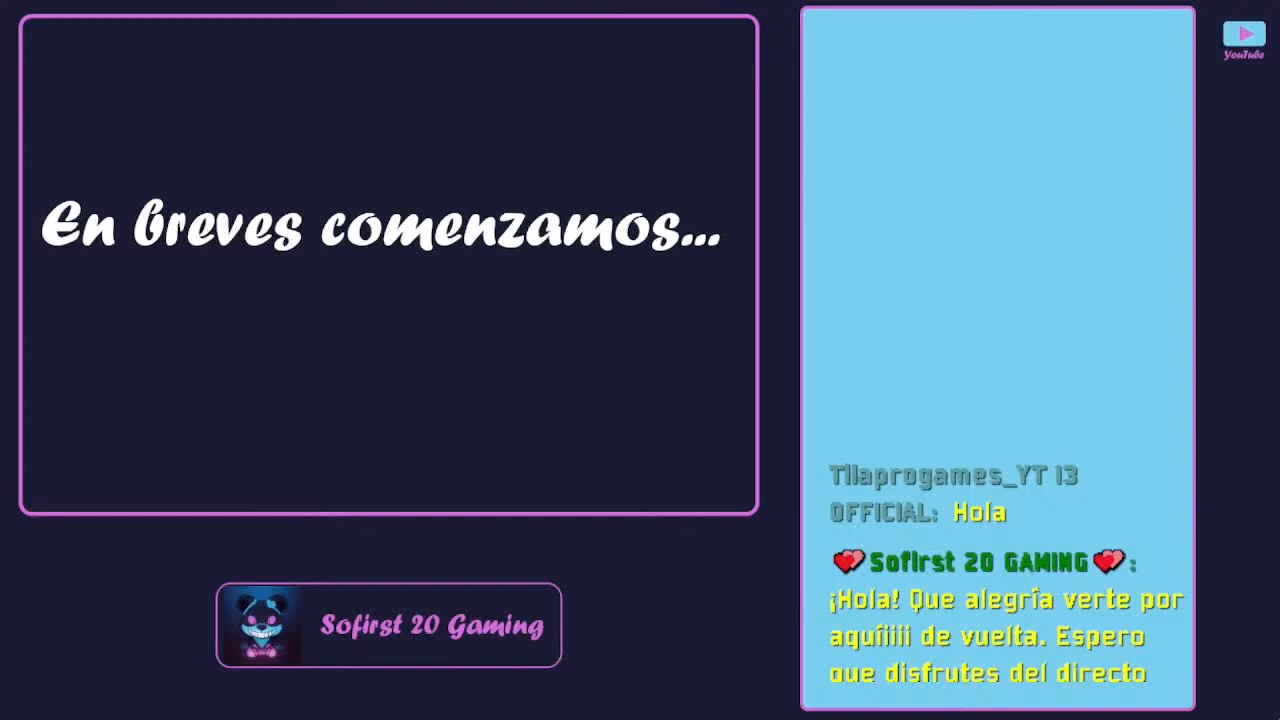 En breves comenzamos...
Sofirst 20 Gaming
YouTube
Tilaprogames_YT 13
OFFICIAL: Hola
Sofirst 20 GAMING :
¡Hola! Que alegría verte por
aquíiiiii de vuelta. Espero
que disfrutes del directo